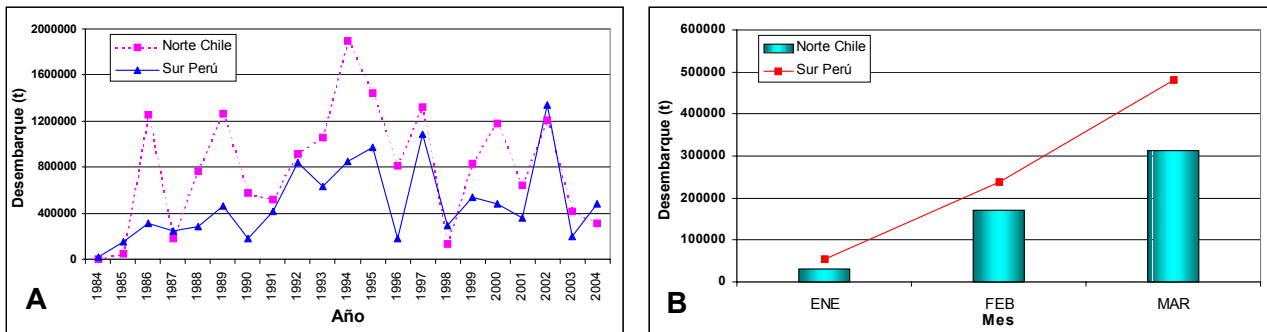 2000000
1600000
1200000
800000
400000
0
Desembarque (t)
Norte Chile
Sur Perú
1984 1985 1986 1987 1988 1989 1990 1991 1992 1993 1994 1995 1996 1997 1998 1999 2000 2001 2002 2003 2004
A
Año
600000
500000
400000
300000
200000
100000
0
Desembarque (t)
Norte Chile
Sur Perú
ENE FEB MAR
B
Mes